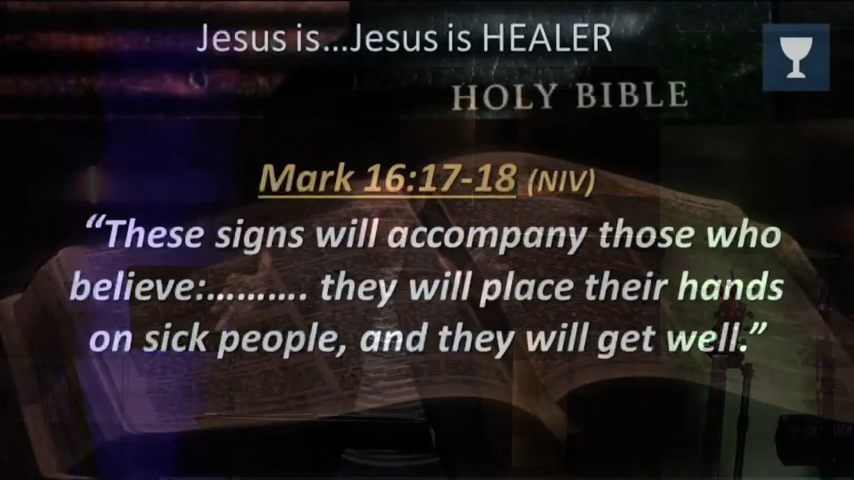 Jesus is...Jesus is HEALER
HOLY BIBLE
Mark 16:17-18 (NIV)
“These signs will accompany those who
believe:.......... they will place their hands
on sick people, and they will get well.”